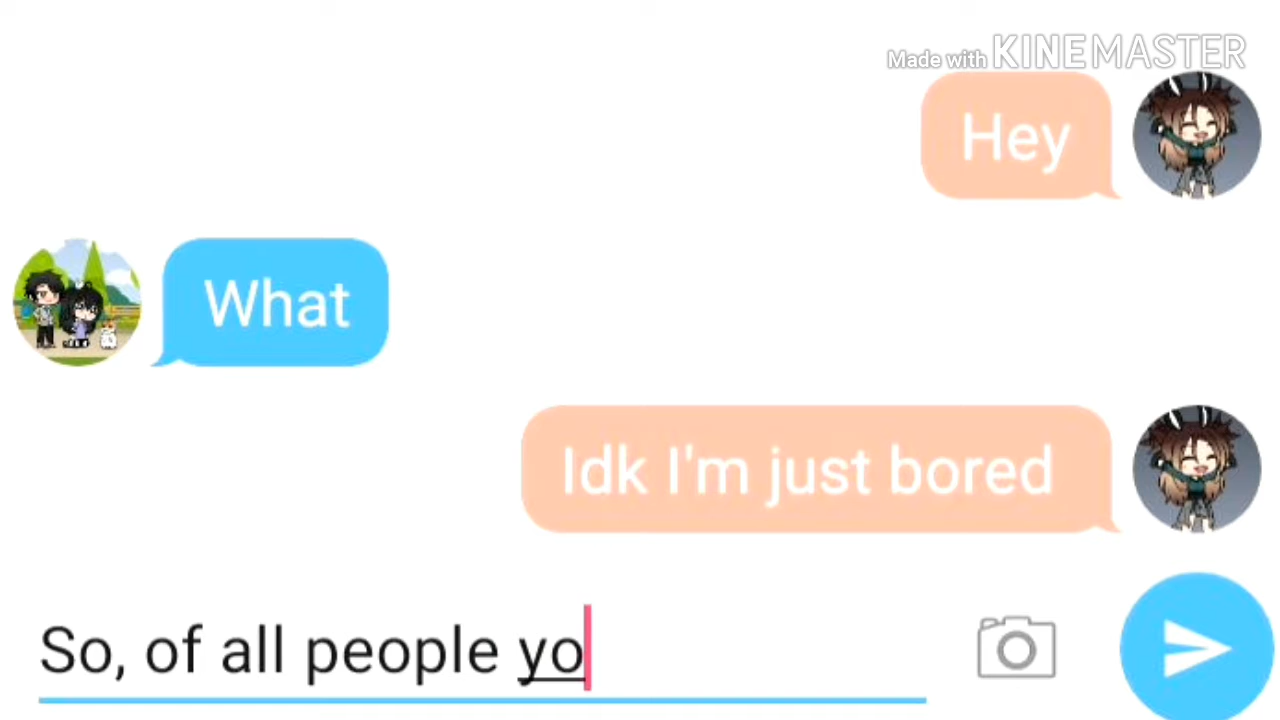 Made with KINEMASTER
Hey
What
Idk I'm just bored
So, of all people yo